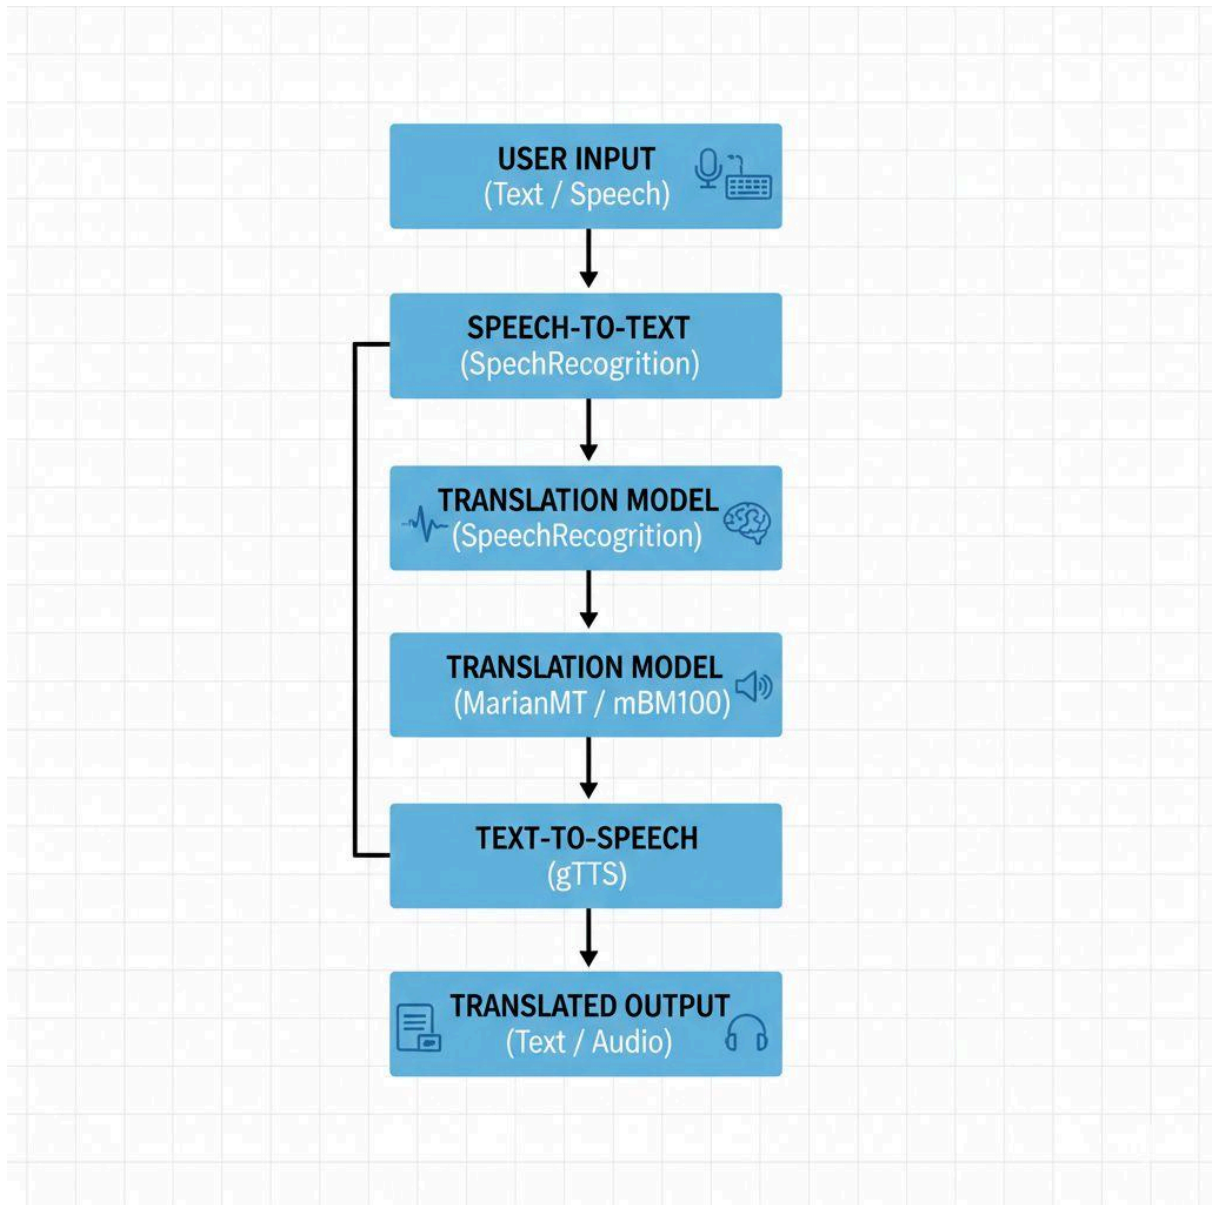 USER INPUT
(Text / Speech)
SPEECH-TO-TEXT
(SpechRecogrition)
TRANSLATION MODEL
(SpeechRecogrition)
TRANSLATION MODEL
(MarianMT / mBM100)
TEXT-TO-SPEECH
(gTTS)
TRANSLATED OUTPUT
(Text / Audio)